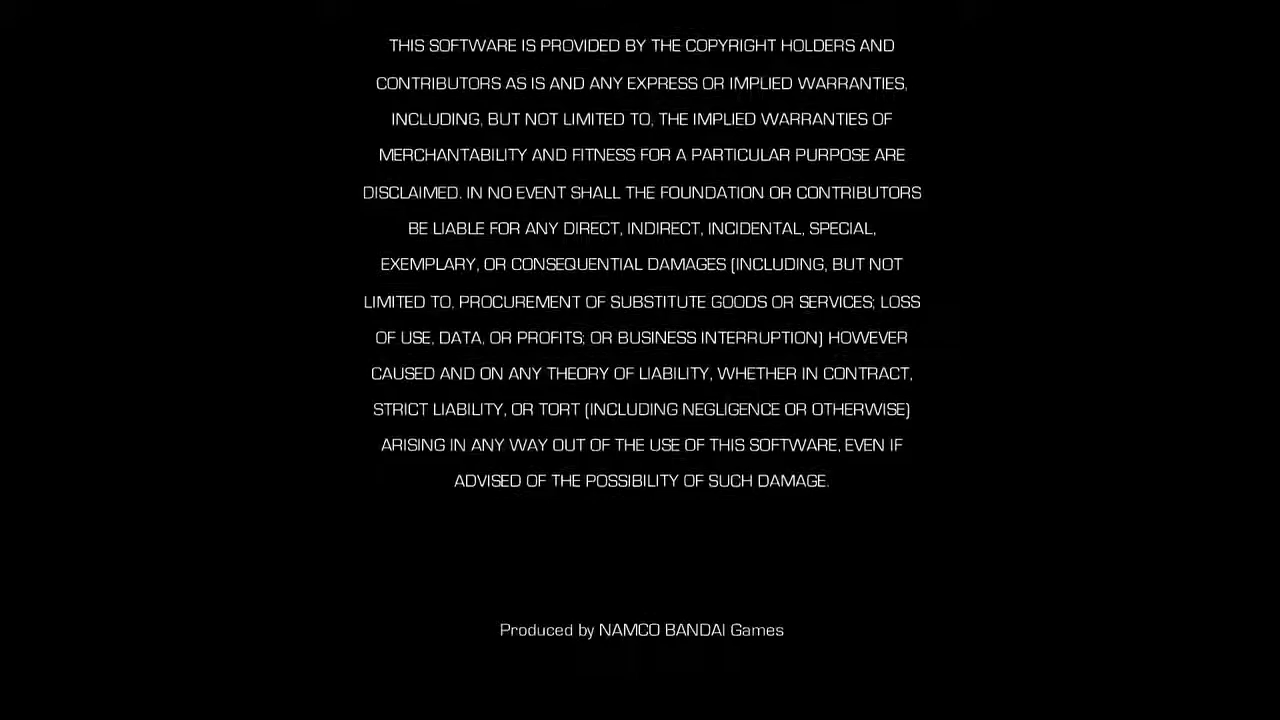 THIS SOFTWARE IS PROVIDED BY THE COPYRIGHT HOLDERS AND
CONTRIBUTORS AS IS AND ANY EXPRESS OR IMPLIED WARRANTIES,
INCLUDING, BUT NOT LIMITED TO, THE IMPLIED WARRANTIES OF
MERCHANTABILITY AND FITNESS FOR A PARTICULAR PURPOSE ARE
DISCLAIMED. IN NO EVENT SHALL THE FOUNDATION OR CONTRIBUTORS
BE LIABLE FOR ANY DIRECT, INDIRECT, INCIDENTAL, SPECIAL,
EXEMPLARY, OR CONSEQUENTIAL DAMAGES (INCLUDING, BUT NOT
LIMITED TO, PROCUREMENT OF SUBSTITUTE GOODS OR SERVICES; LOSS
OF USE, DATA, OR PROFITS; OR BUSINESS INTERRUPTION) HOWEVER
CAUSED AND ON ANY THEORY OF LIABILITY, WHETHER IN CONTRACT,
STRICT LIABILITY, OR TORT (INCLUDING NEGLIGENCE OR OTHERWISE)
ARISING IN ANY WAY OUT OF THE USE OF THIS SOFTWARE, EVEN IF
ADVISED OF THE POSSIBILITY OF SUCH DAMAGE.
Produced by NAMCO BANDAI Games